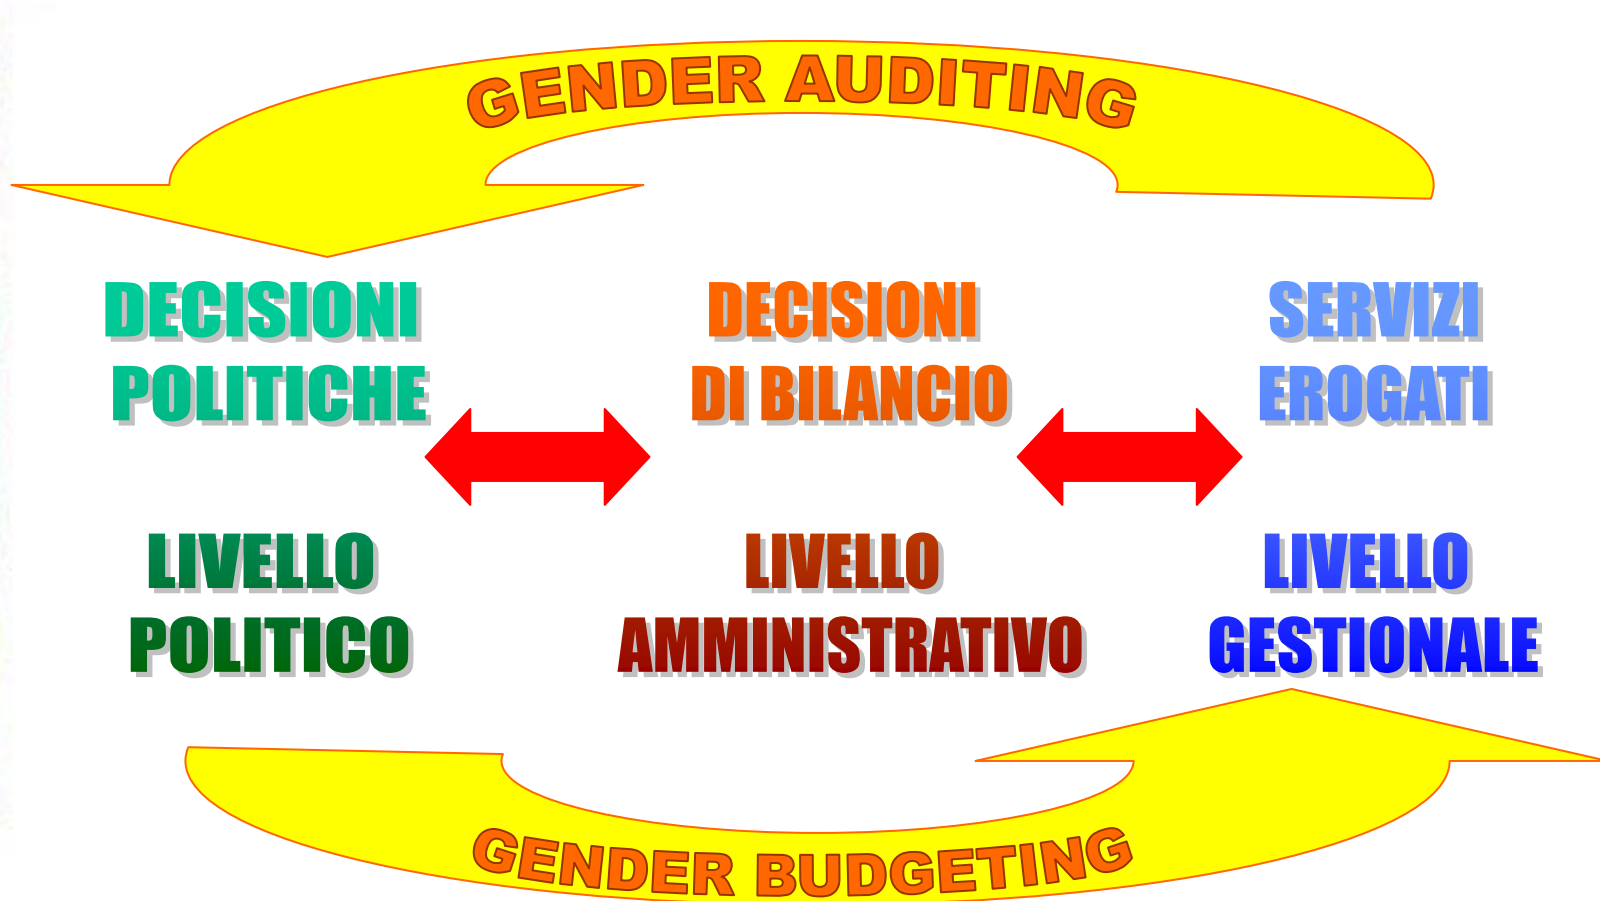 GENDER AUDITING
DECISIONI
POLITICHE
DECISIONI
DI BILANCIO
SERVIZI
EROGATI
LIVELLO
POLITICO
LIVELLO
AMMINISTRATIVO
LIVELLO
GESTIONALE
GENDER BUDGETING